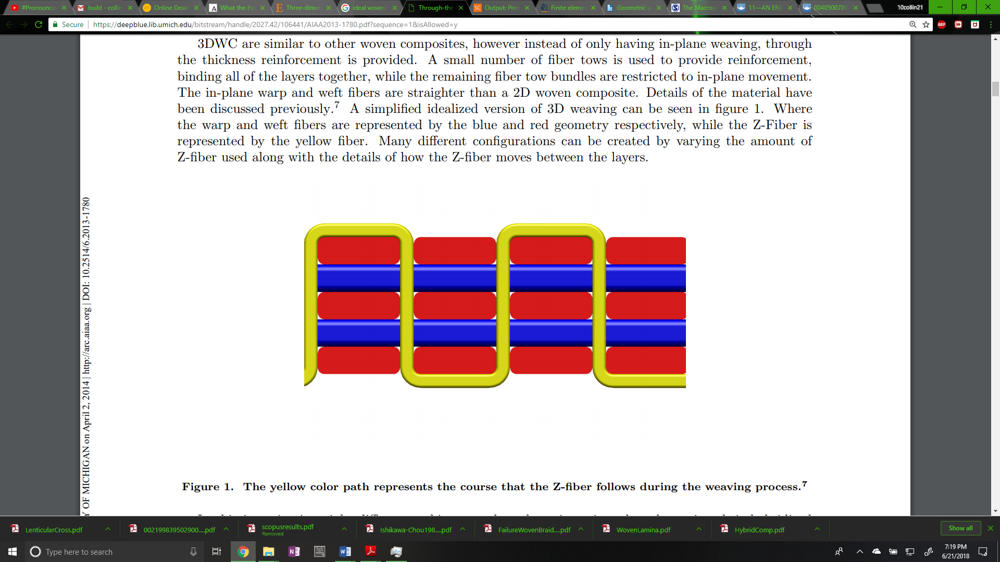 #Pronouncin
build - collin
Online Deale
What the He
Three-dimen
ideal woven
Through-the
Output: Prin
Finite eleme
Geometric a
The Macros
11—AN EN
0040500780
10collin21
Secure
https://deepblue.lib.umich.edu/bitstream/handle/2027.42/106441/AIAA2013-1780.pdf?sequence=1&isAllowed=y
ABP
3DWC are similar to other woven composites, however instead of only having in-plane weaving, through
the thickness reinforcement is provided. A small number of fiber tows is used to provide reinforcement,
binding all of the layers together, while the remaining fiber tow bundles are restricted to in-plane movement.
The in-plane warp and weft fibers are straighter than a 2D woven composite. Details of the material have
been discussed previously.7 A simplified idealized version of 3D weaving can be seen in figure 1. Where
the warp and weft fibers are represented by the blue and red geometry respectively, while the Z-Fiber is
represented by the yellow fiber. Many different configurations can be created by varying the amount of
Z-fiber used along with the details of how the Z-fiber moves between the layers.
Y OF MICHIGAN on April 2, 2014 | http://arc.aiaa.org | DOI: 10.2514/6.2013-1780
Figure 1. The yellow color path represents the course that the Z-fiber follows during the weaving process.7
LenticularCross.pdf
002199839502900....pdf
scopusresults.pdf
Removed
Ishikawa-Chou198....pdf
FailureWovenBraid....pdf
WovenLamina.pdf
HybridComp.pdf
Show all
Type here to search
7:19 PM
6/21/2018